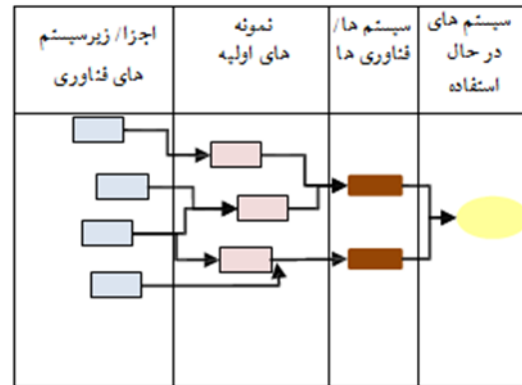 سیستم های
در حال
استفاده
سیستم ها/
فناوری ها
نمونه
های اولیه
اجزا/ زیرسیستم
های فناوری